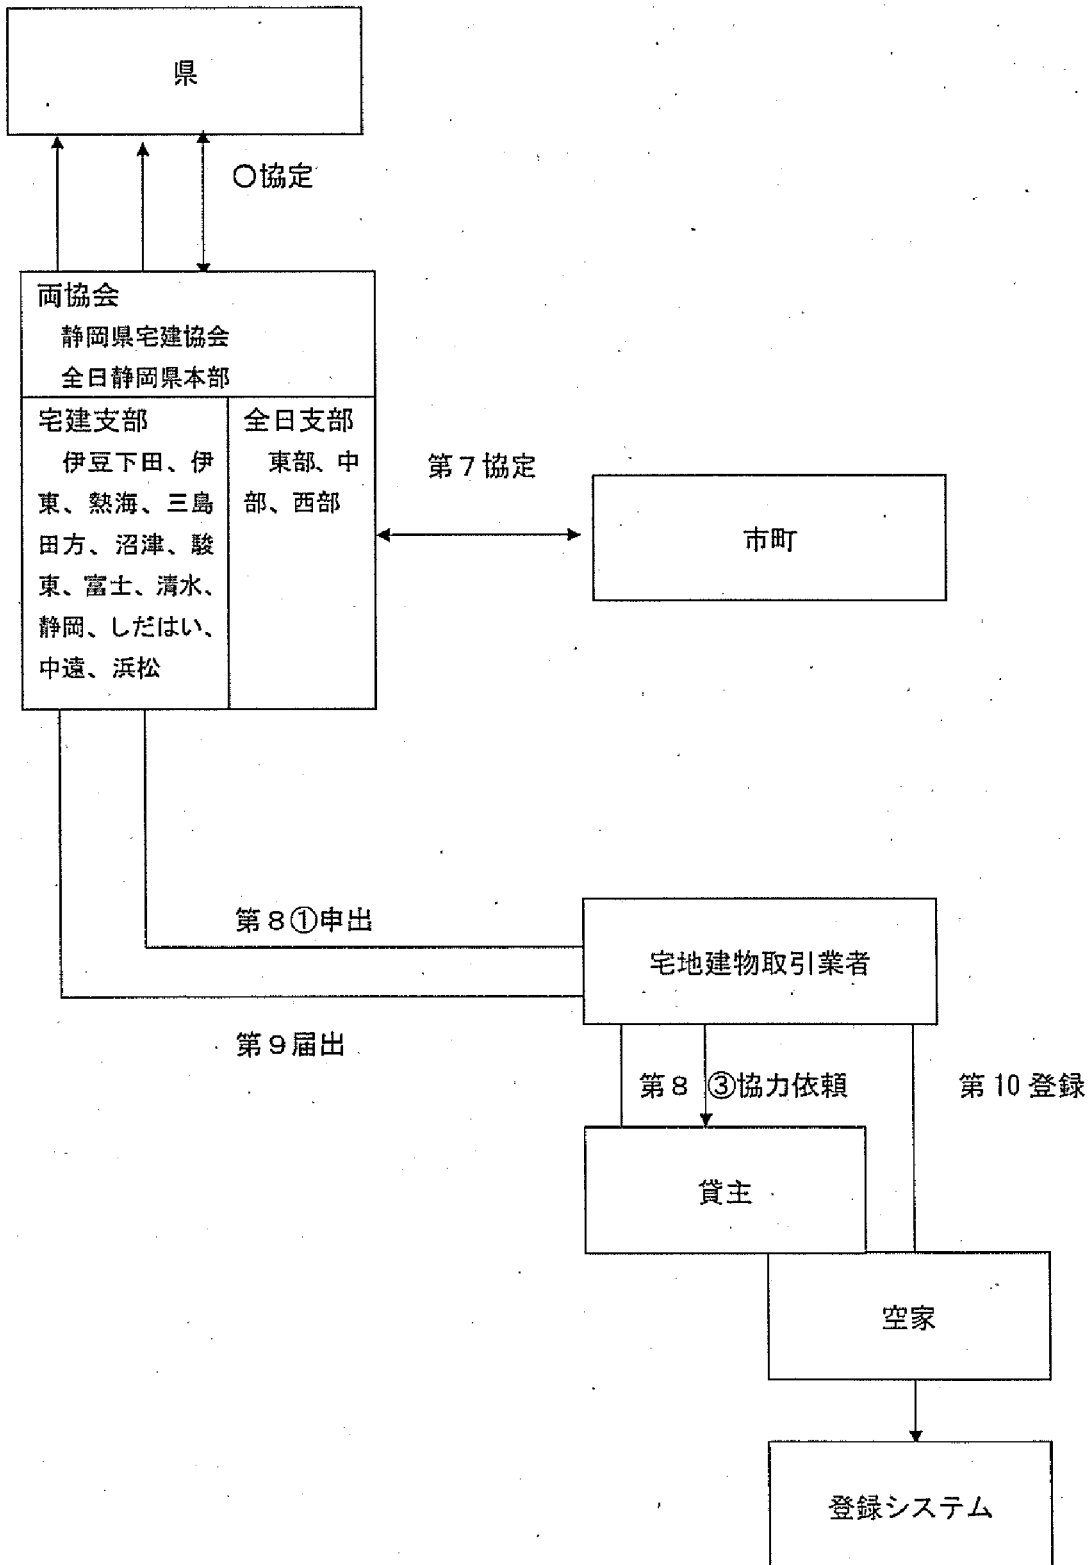 県
〇協定
両協会
静岡県宅建協会
全日静岡県本部
宅建支部
伊豆下田、伊
東、熱海、三島
田方、沼津、駿
東、富士、清水、
静岡、しだはい、
中遠、浜松
全日支部
東部、中
部、西部
第7協定
市町
第8①申出
宅地建物取引業者
第9届出
第8 ③協力依頼
第10登録
貸主
空家
登録システム